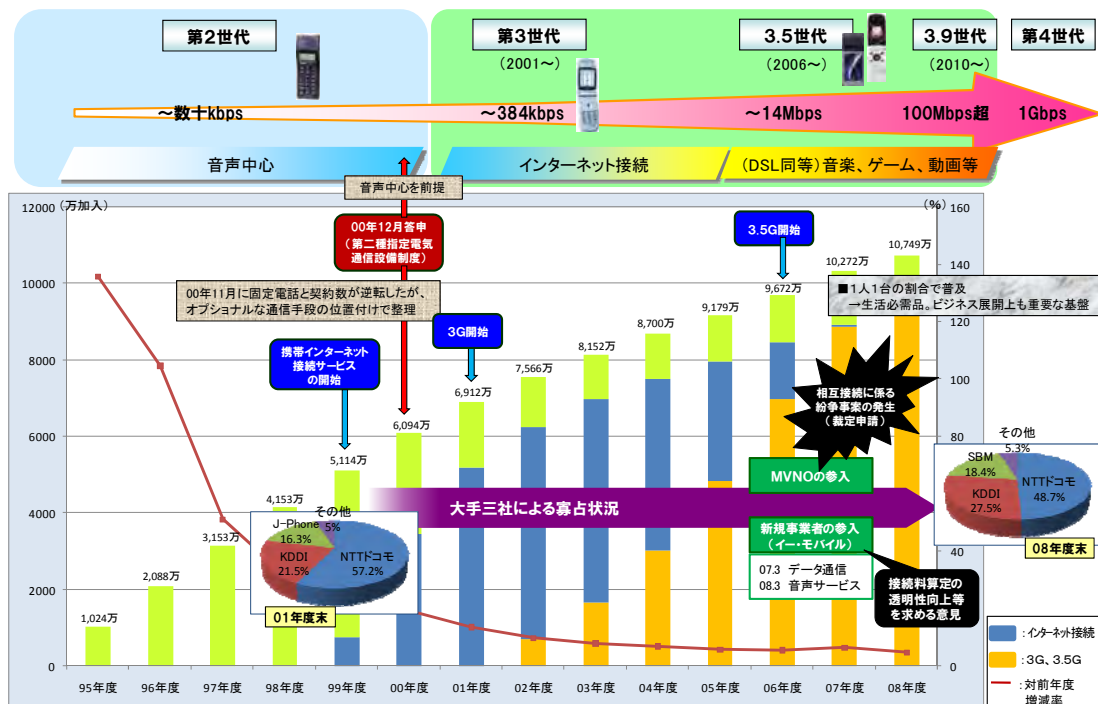 第2世代
第3世代
(2001~)
3.5世代
(2006~)
3.9世代
(2010~)
第4世代
~数十kbps
~384kbps
~14Mbps
100Mbps超
1Gbps
音声中心
インターネット接続
(DSL同等)音楽、ゲーム、動画等
音声中心を前提
(万加入)
(%)
00年12月答申
(第二種指定電気
通信設備制度)
3.5G開始
00年11月に固定電話と契約数が逆転したが、
オプショナルな通信手段の位置付けで整理
■1人1台の割合で普及
→生活必需品。ビジネス展開上も重要な基盤
携帯インターネット
接続サービス
の開始
3G開始
相互接続に係る
紛争事案の発生
(裁定申請)
MVNOの参入
大手三社による寡占状況
新規事業者の参入
(イー・モバイル)
07.3 データ通信
08.3 音声サービス
接続料算定の
透明性向上等
を求める意見
1,024万
2,088万
3,153万
4,153万
5,114万
6,094万
6,912万
7,566万
8,152万
8,700万
9,179万
9,672万
10,272万
10,749万
その他
5%
J-Phone
16.3%
KDDI
21.5%
NTTドコモ
57.2%
01年度末
その他
5.3%
SBM
18.4%
KDDI
27.5%
NTTドコモ
48.7%
08年度末
12000
10000
8000
6000
4000
2000
0
160
140
120
100
80
40
0
95年度
96年度
97年度
98年度
99年度
00年度
01年度
02年度
03年度
04年度
05年度
06年度
07年度
08年度
:インターネット接続
:3G、3.5G
:対前年度
増減率